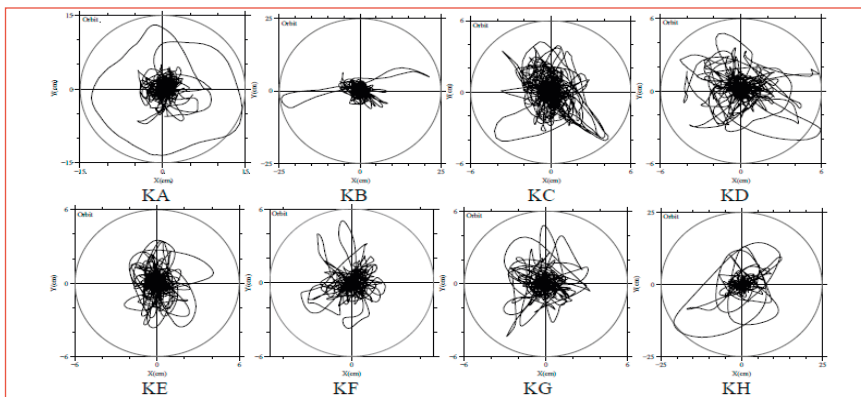 15
Orbit
Y(cm)
0
−15
−15 0 15
X(cm)
KA
25
Orbit
Y(cm)
0
−25
−25 0 25
X(cm)
KB
6
Orbit
Y(cm)
0
−6
−6 0 6
X(cm)
KC
6
Orbit
Y(cm)
0
−6
−6 0 6
X(cm)
KD
6
Orbit
Y(cm)
0
−6
−6 0 6
X(cm)
KE
6
Orbit
Y(cm)
0
−6
0
X(cm)
KF
6
Orbit
Y(cm)
0
−6
−6 0 6
X(cm)
KG
25
Orbit
Y(cm)
0
−25
−25 0 25
X(cm)
KH